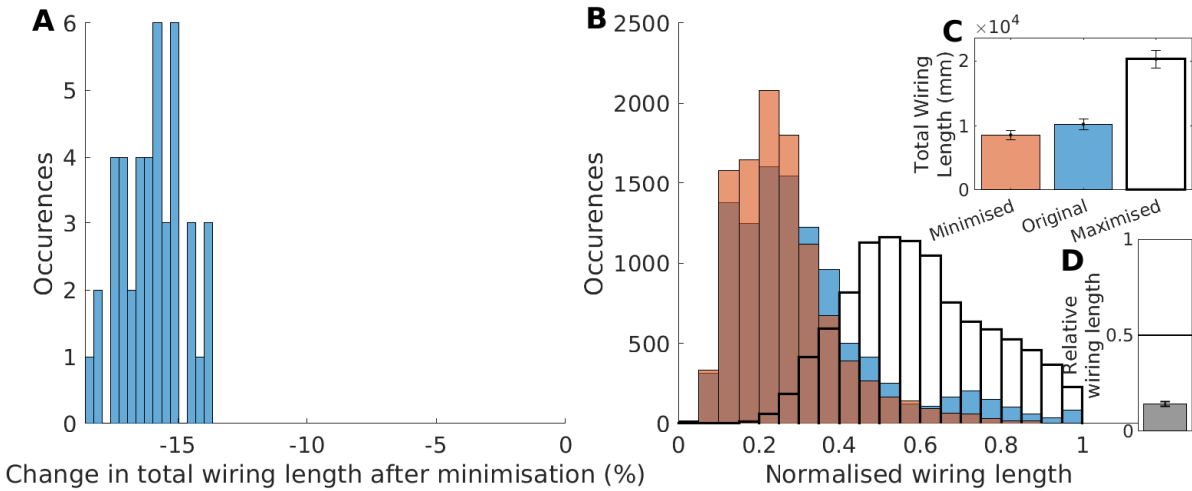 A
6
5
4
3
2
1
0
Occurences
-15
-10
-5
0
Change in total wiring length after minimisation (%)
B
2500
2000
1500
1000
500
0
Occurences
0
0.2
0.4
0.6
0.8
1
Normalised wiring length
C
×10⁴
2
1
0
Total Wiring
Length (mm)
Minimised
Original
Maximised
D
1
0.5
0
Relative
wiring length